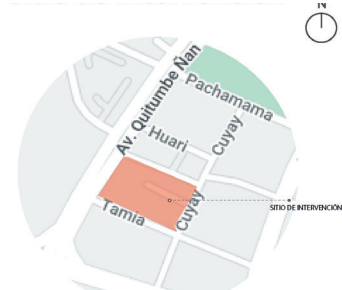 N
Av. Quitumbe Ñan
Pachamama
Huari
Cuyay
Tamia
Cuyay
SITIO DE INTERVENCIÓN